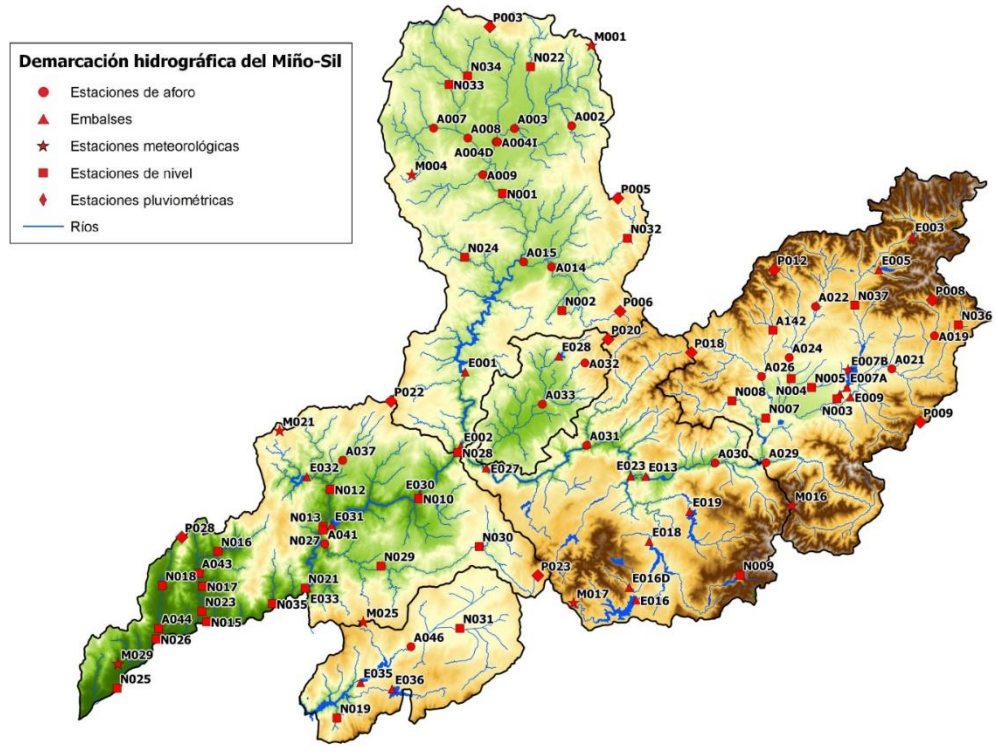 Demarcación hidrográfica del Miño-Sil
Estaciones de aforo
Embalses
Estaciones meteorológicas
Estaciones de nivel
Estaciones pluviométricas
Ríos
P003
M001
N022
N034
N033
A007
A008
A003
A002
A004D
A004I
M004
A009
N001
P005
N032
E003
N024
A015
A014
P012
E005
N002
P006
A022
N037
P008
N036
A142
A019
P020
E028
A032
P018
A024
E001
A026
E007B
A021
N004
N005
E007A
P022
A033
N008
N003
E009
N007
P009
M021
E002
N028
A031
A037
E027
A030
A029
E032
E023
E013
N012
E030
N010
E019
M016
N013
E031
N027
A041
E018
P028
N016
N030
N029
A043
N018
N017
N021
E033
P023
N009
E016D
N023
N035
M017
E016
N015
M025
A044
N026
N031
A046
M029
N025
E035
E036
N019